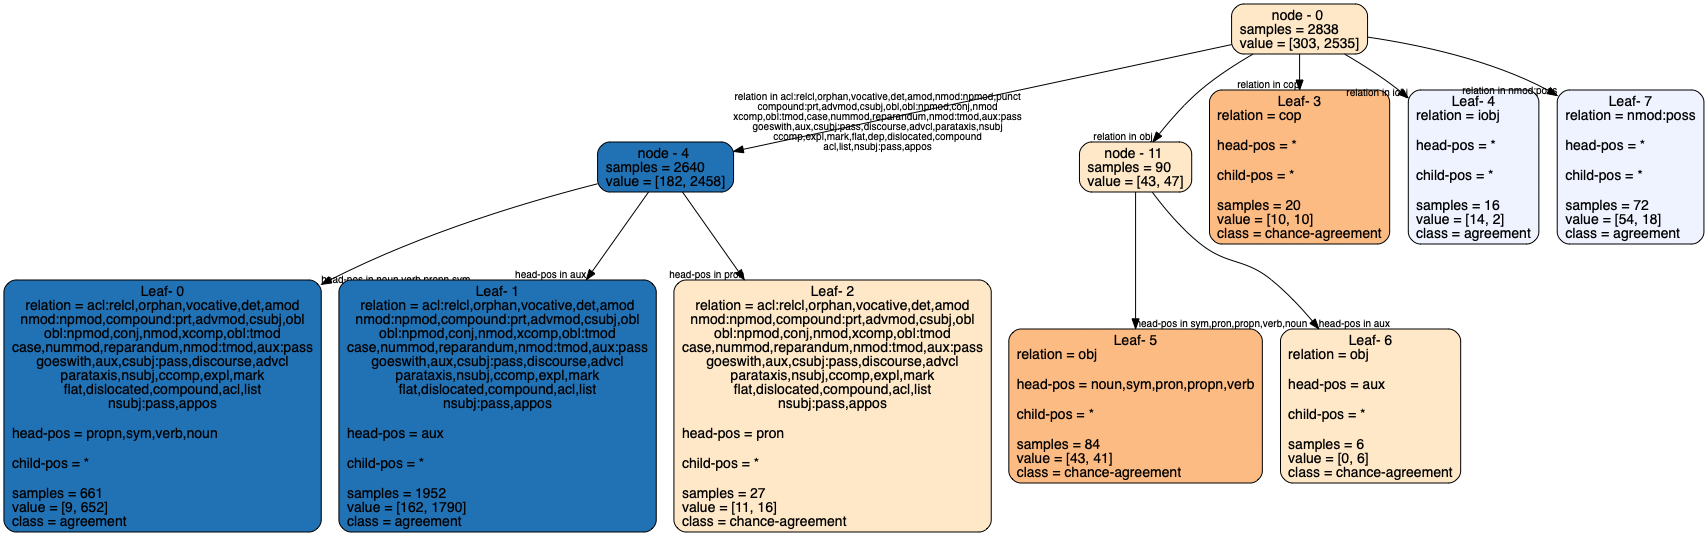 node - 0
samples = 2838
value = [303, 2535]
relation in acl:relcl,orphan,vocative,det,amod,nmod:npmod,punct
compound:prt,advmod,csubj,obl,obl:npmod,conj,nmod
xcomp,obl:tmod,case,nummod,reparandum,nmod:tmod,aux:pass
goeswith,aux,csubj:pass,discourse,advcl,parataxis,nsubj
ccomp,expl,mark,flat,dep,dislocated,compound
acl,list,nsubj:pass,appos
relation in obj
relation in cop
relation in iobj
relation in nmod:poss
node - 4
samples = 2640
value = [182, 2458]
node - 11
samples = 90
value = [43, 47]
Leaf- 3
relation = cop
head-pos = *
child-pos = *
samples = 20
value = [10, 10]
class = chance-agreement
Leaf- 4
relation = iobj
head-pos = *
child-pos = *
samples = 16
value = [14, 2]
class = agreement
Leaf- 7
relation = nmod:poss
head-pos = *
child-pos = *
samples = 72
value = [54, 18]
class = agreement
head-pos in noun,verb,propn,sym
head-pos in aux
head-pos in pron
head-pos in sym,pron,propn,verb,noun
head-pos in aux
Leaf- 0
relation = acl:relcl,orphan,vocative,det,amod
nmod:npmod,compound:prt,advmod,csubj,obl
obl:npmod,conj,nmod,xcomp,obl:tmod
case,nummod,reparandum,nmod:tmod,aux:pass
goeswith,aux,csubj:pass,discourse,advcl
parataxis,nsubj,ccomp,expl,mark
flat,dislocated,compound,acl,list
nsubj:pass,appos
head-pos = propn,sym,verb,noun
child-pos = *
samples = 661
value = [9, 652]
class = agreement
Leaf- 1
relation = acl:relcl,orphan,vocative,det,amod
nmod:npmod,compound:prt,advmod,csubj,obl
obl:npmod,conj,nmod,xcomp,obl:tmod
case,nummod,reparandum,nmod:tmod,aux:pass
goeswith,aux,csubj:pass,discourse,advcl
parataxis,nsubj,ccomp,expl,mark
flat,dislocated,compound,acl,list
nsubj:pass,appos
head-pos = aux
child-pos = *
samples = 1952
value = [162, 1790]
class = agreement
Leaf- 2
relation = acl:relcl,orphan,vocative,det,amod
nmod:npmod,compound:prt,advmod,csubj,obl
obl:npmod,conj,nmod,xcomp,obl:tmod
case,nummod,reparandum,nmod:tmod,aux:pass
goeswith,aux,csubj:pass,discourse,advcl
parataxis,nsubj,ccomp,expl,mark
flat,dislocated,compound,acl,list
nsubj:pass,appos
head-pos = pron
child-pos = *
samples = 27
value = [11, 16]
class = chance-agreement
Leaf- 5
relation = obj
head-pos = noun,sym,pron,propn,verb
child-pos = *
samples = 84
value = [43, 41]
class = chance-agreement
Leaf- 6
relation = obj
head-pos = aux
child-pos = *
samples = 6
value = [0, 6]
class = chance-agreement